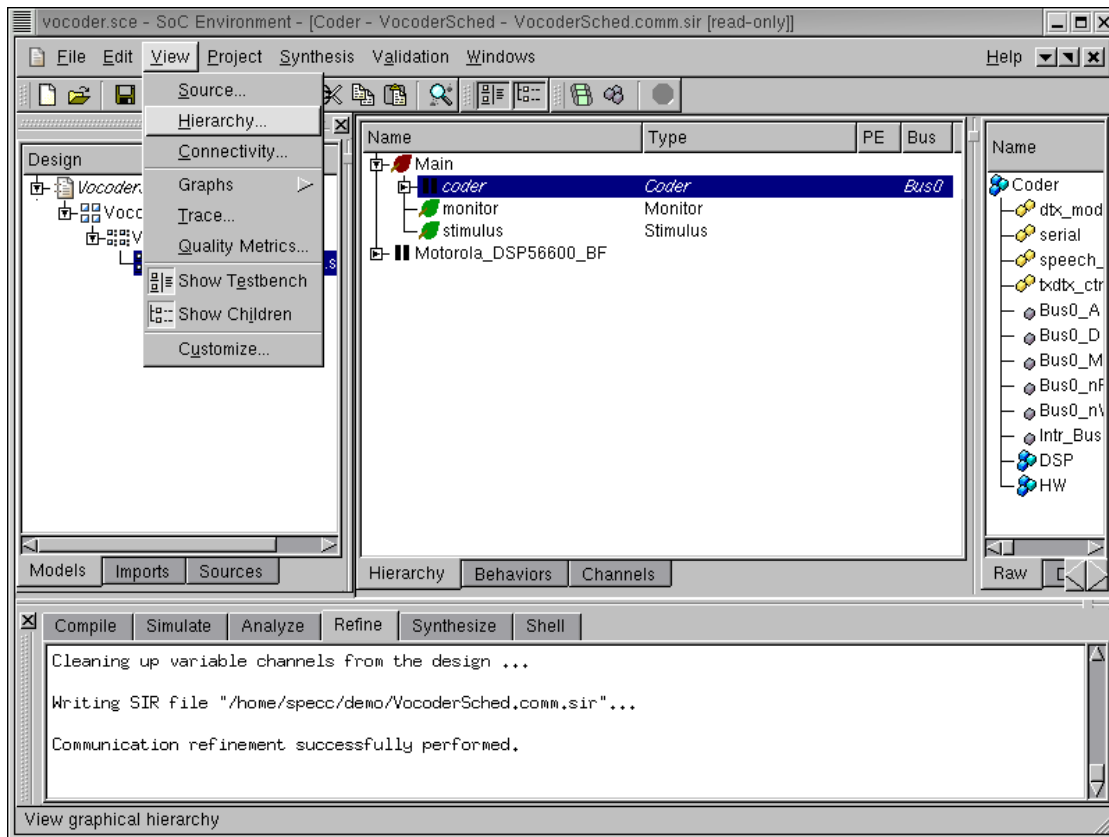 vocoder.sce - SoC Environment - [Coder - VocoderSched - VocoderSched.comm.sir [read-only]]
File Edit View Project Synthesis Validation Windows Help
Source...
Hierarchy...
Connectivity...
Graphs
Trace...
Quality Metrics...
Show Testbench
Show Children
Customize...
Design
Vocoder.
Voco
V
.s
Models Imports Sources
Name Type PE Bus
Main
coder Coder Bus0
monitor Monitor
stimulus Stimulus
Motorola_DSP56600_BF
Hierarchy Behaviors Channels
Name
Coder
dtx_mod
serial
speech_
txdtx_ctr
Bus0_A
Bus0_D
Bus0_M
Bus0_nR
Bus0_nW
Intr_Bus
DSP
HW
Raw
Compile Simulate Analyze Refine Synthesize Shell
Cleaning up variable channels from the design ...
Writing SIR file "/home/specc/demo/VocoderSched.comm.sir"...
Communication refinement successfully performed.
View graphical hierarchy